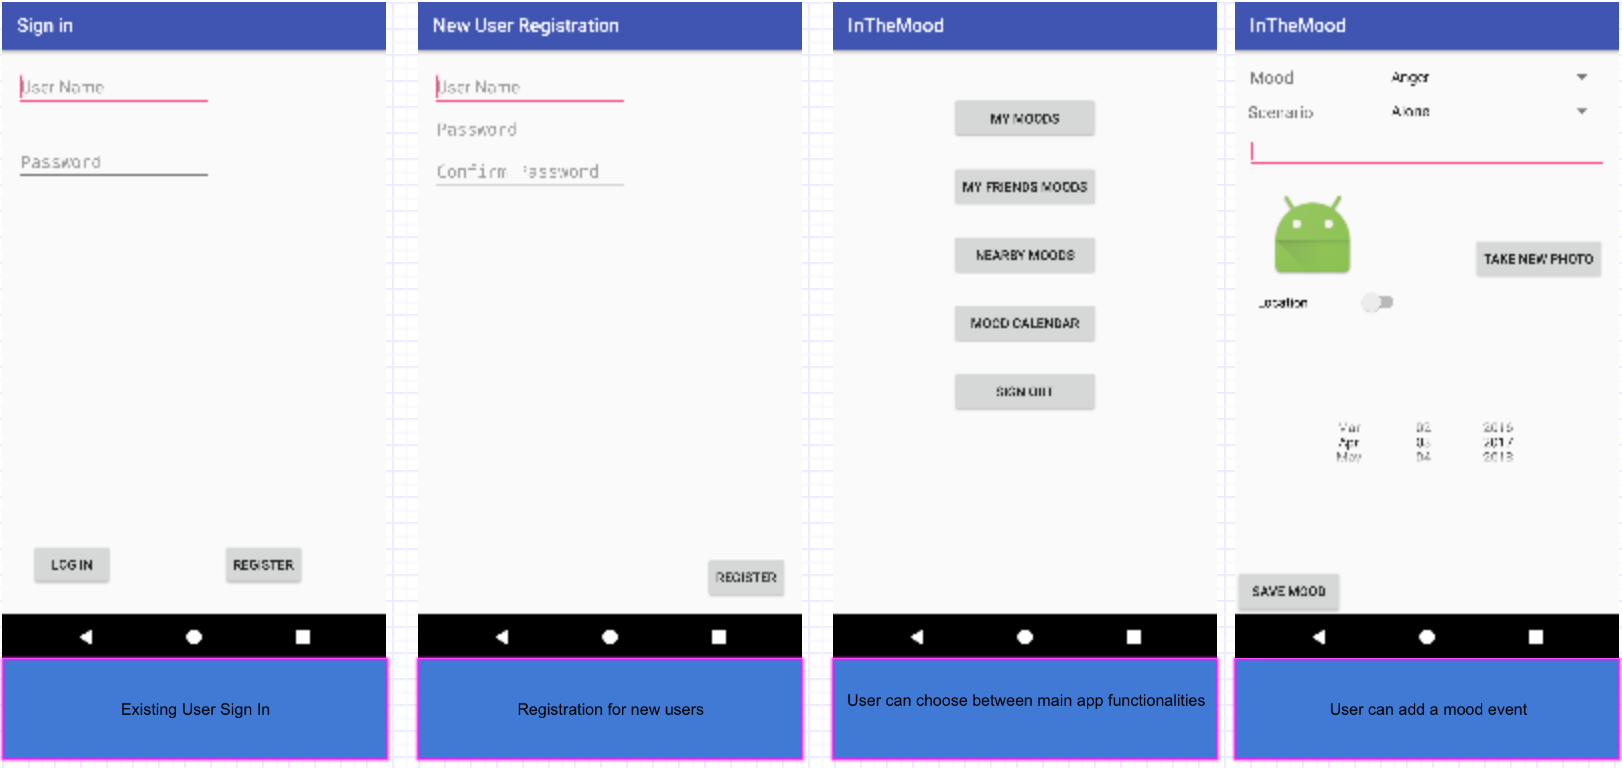 Sign in
User Name
Password
LOG IN
REGISTER
Existing User Sign In
New User Registration
User Name
Password
Confirm Password
REGISTER
Registration for new users
InTheMood
MY MOODS
MY FRIENDS MOODS
NEARBY MOODS
MOOD CALENDAR
SIGN OUT
User can choose between main app functionalities
InTheMood
Mood Anger
Scenario Alone
TAKE NEW PHOTO
Location
Mar 02 2016
Apr 03 2017
May 04 2018
SAVE MOOD
User can add a mood event